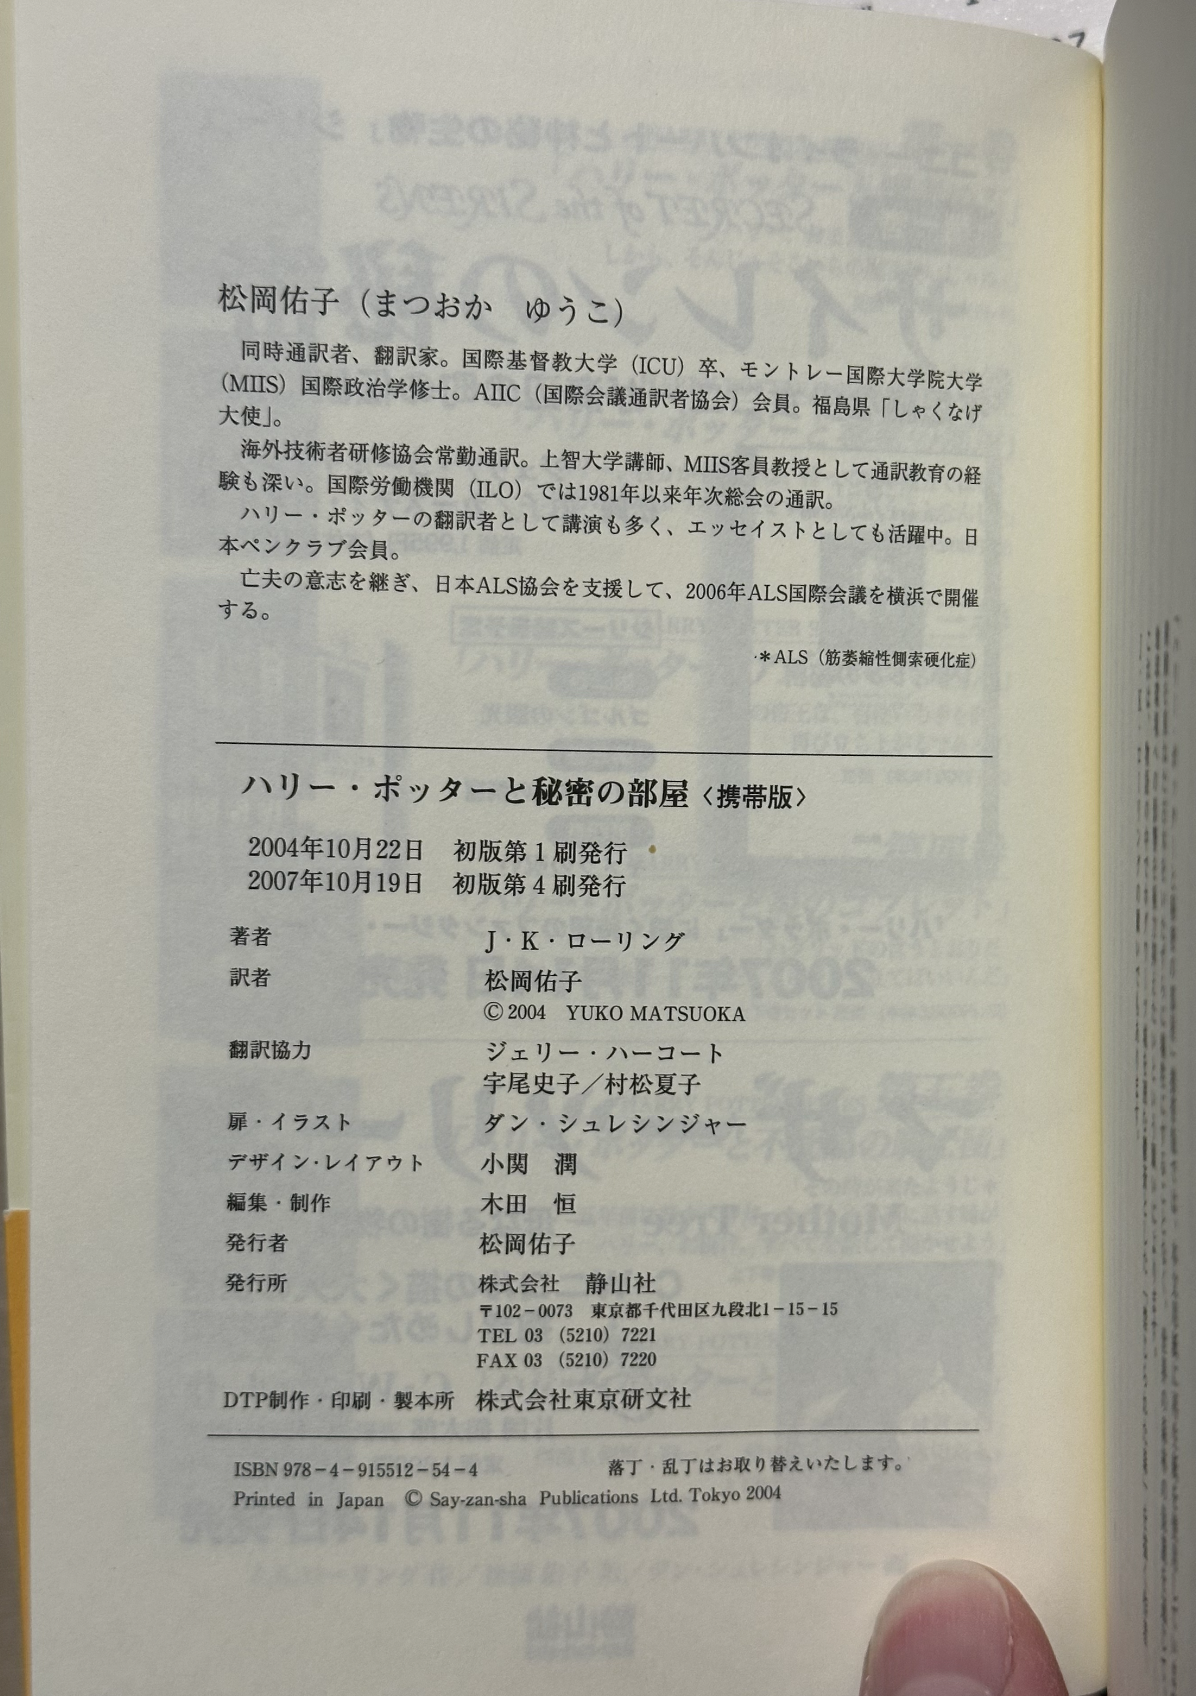 松岡佑子（まつおか　ゆうこ）
同時通訳者、翻訳家。国際基督教大学（ICU）卒、モントレー国際大学院大学
（MIIS）国際政治学修士。AIIC（国際会議通訳者協会）会員。福島県「しゃくなげ
大使」。
海外技術者研修協会常勤通訳。上智大学講師、MIIS客員教授として通訳教育の経
験も深い。国際労働機関（ILO）では1981年以来年次総会の通訳。
ハリー・ポッターの翻訳者として講演も多く、エッセイストとしても活躍中。日
本ペンクラブ会員。
亡夫の意志を継ぎ、日本ALS協会を支援して、2006年ALS国際会議を横浜で開催
する。
＊ALS（筋萎縮性側索硬化症）
ハリー・ポッターと秘密の部屋〈携帯版〉
2004年10月22日　初版第1刷発行
2007年10月19日　初版第4刷発行
著者　J・K・ローリング
訳者　松岡佑子
©2004　YUKO MATSUOKA
翻訳協力　ジェリー・ハーコート
宇尾史子／村松夏子
扉・イラスト　ダン・シュレシンジャー
デザイン・レイアウト　小関　潤
編集・制作　木田　恒
発行者　松岡佑子
発行所　株式会社　静山社
〒102－0073　東京都千代田区九段北1－15－15
TEL 03（5210）7221
FAX 03（5210）7220
DTP制作・印刷・製本所　株式会社東京研文社
ISBN 978－4－915512－54－4　落丁・乱丁はお取り替えいたします。
Printed in Japan © Say-zan-sha Publications Ltd. Tokyo 2004